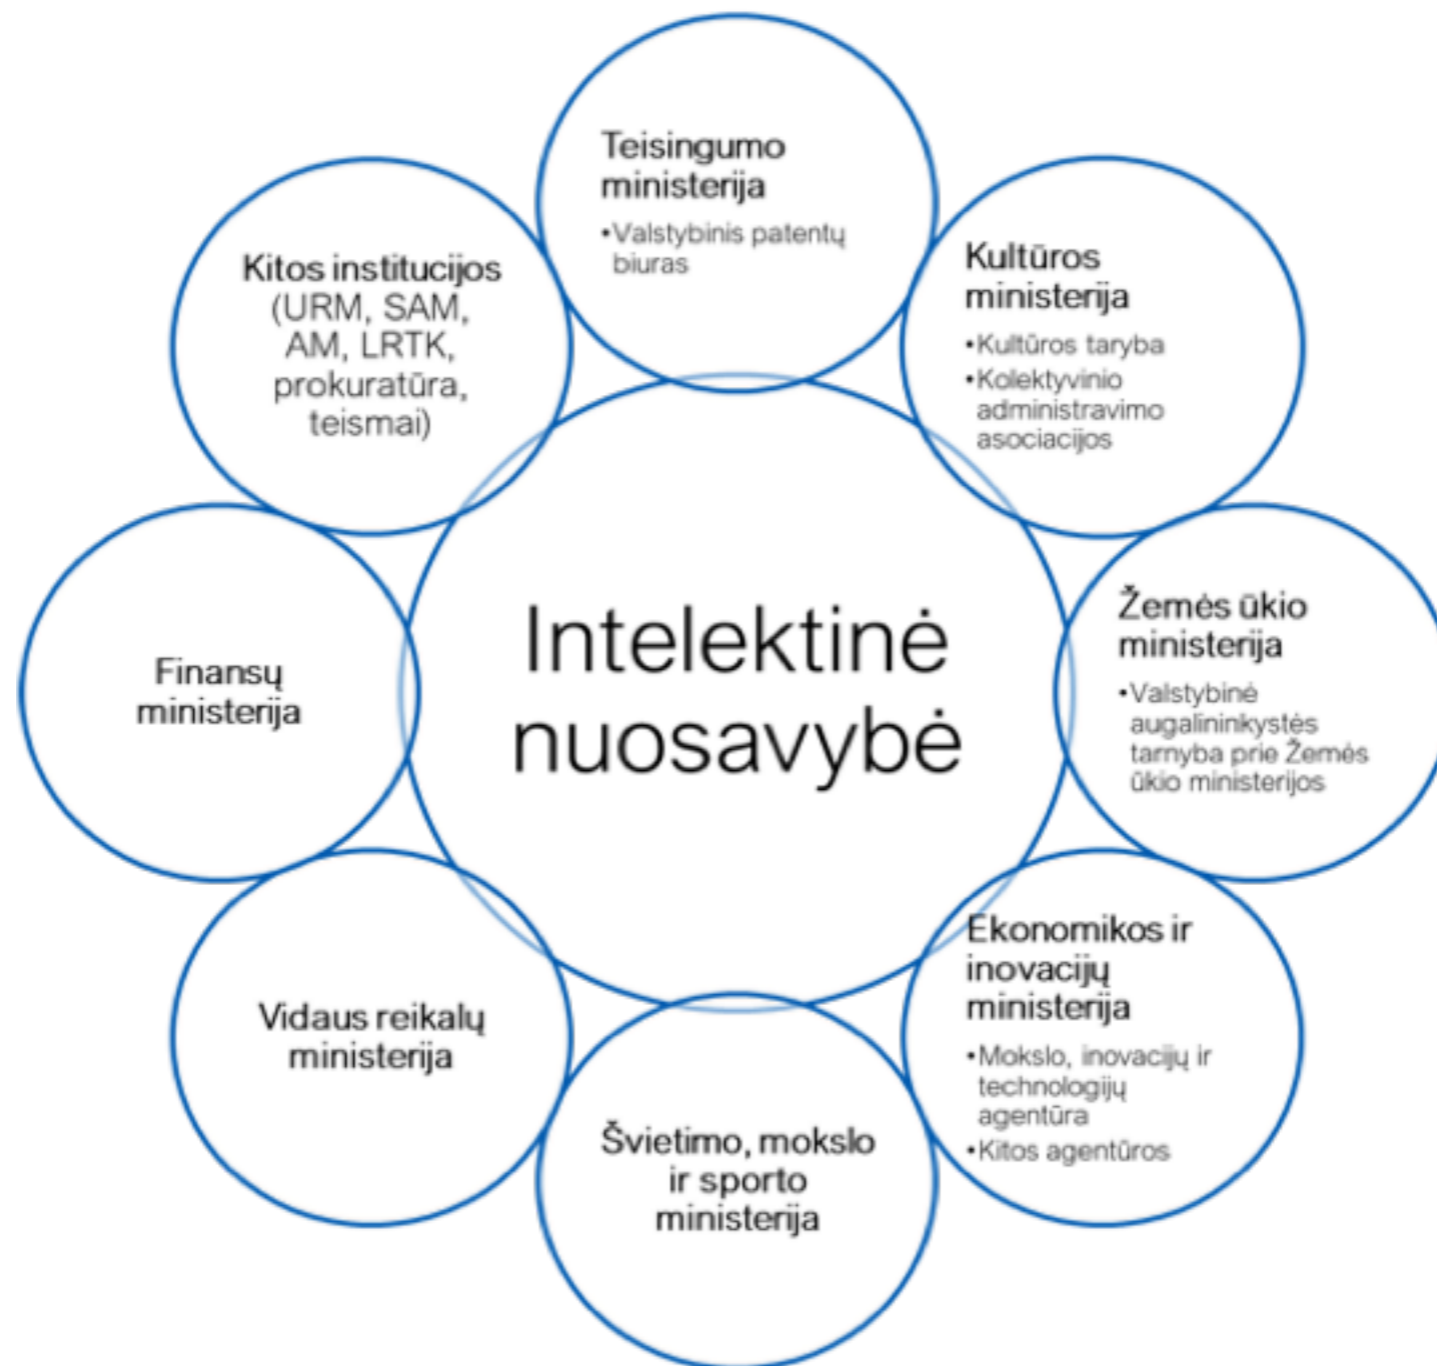 Teisingumo
ministerija
•Valstybinis patentų
biuras
Kultūros
ministerija
•Kultūros taryba
•Kolektyvinio
administravimo
asociacijos
Žemės ūkio
ministerija
•Valstybinė
augalininkystės
tarnyba prie Žemės
ūkio ministerijos
Ekonomikos ir
inovacijų
ministerija
•Mokslo, inovacijų ir
technologijų
agentūra
•Kitos agentūros
Švietimo, mokslo
ir sporto
ministerija
Vidaus reikalų
ministerija
Finansų
ministerija
Kitos institucijos
(URM, SAM,
AM, LRTK,
prokuratūra,
teismai)
Intelektinė
nuosavybė